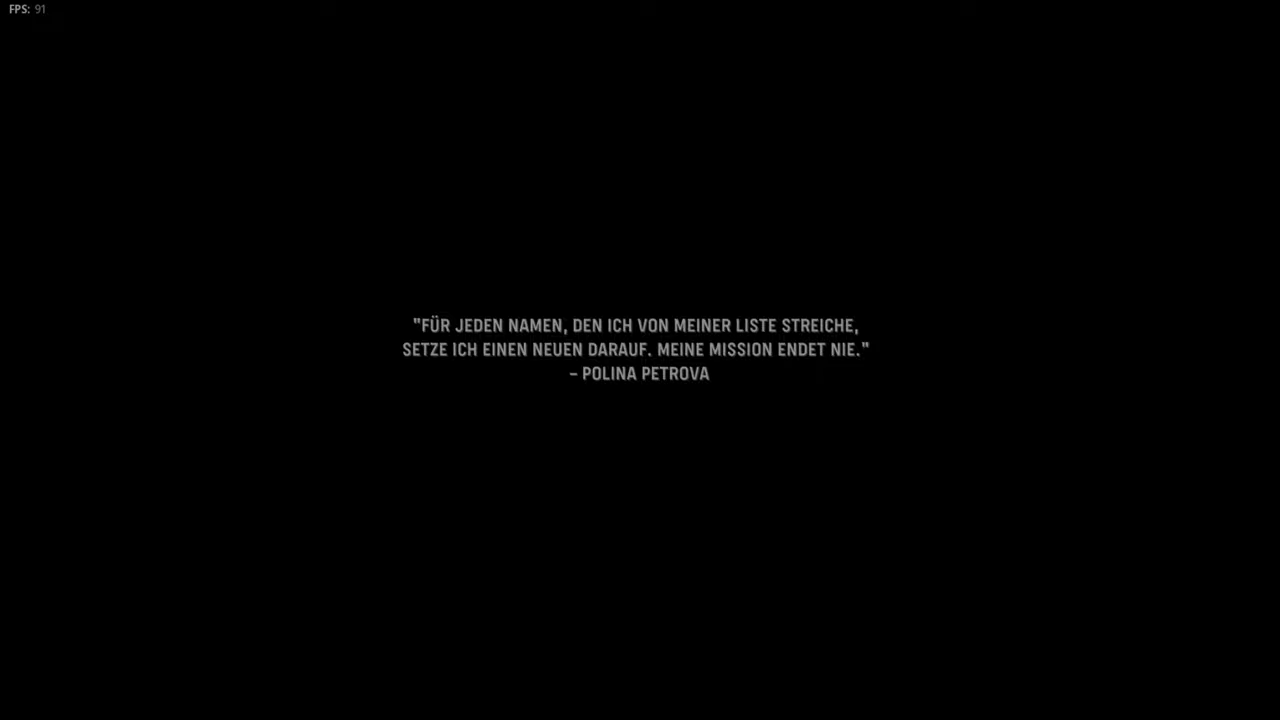 FPS: 91
"FÜR JEDEN NAMEN, DEN ICH VON MEINER LISTE STREICHE,
SETZE ICH EINEN NEUEN DARAUF. MEINE MISSION ENDET NIE."
– POLINA PETROVA